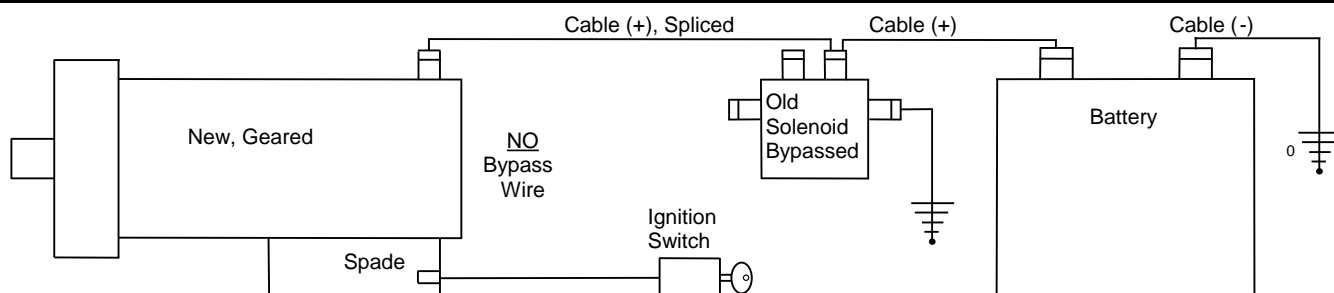 Cable (+), Spliced
Cable (+)
Cable (-)
New, Geared
NO
Bypass
Wire
Old
Solenoid
Bypassed
Battery
0
Ignition
Switch
Spade